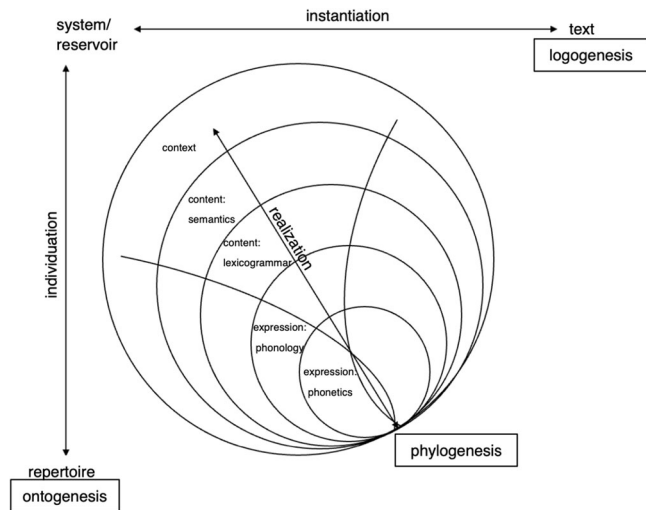 instantiation
system/
reservoir
text
logogenesis
context
content:
semantics
realization
content:
lexicogrammar
individuation
expression:
phonology
expression:
phonetics
phylogenesis
repertoire
ontogenesis